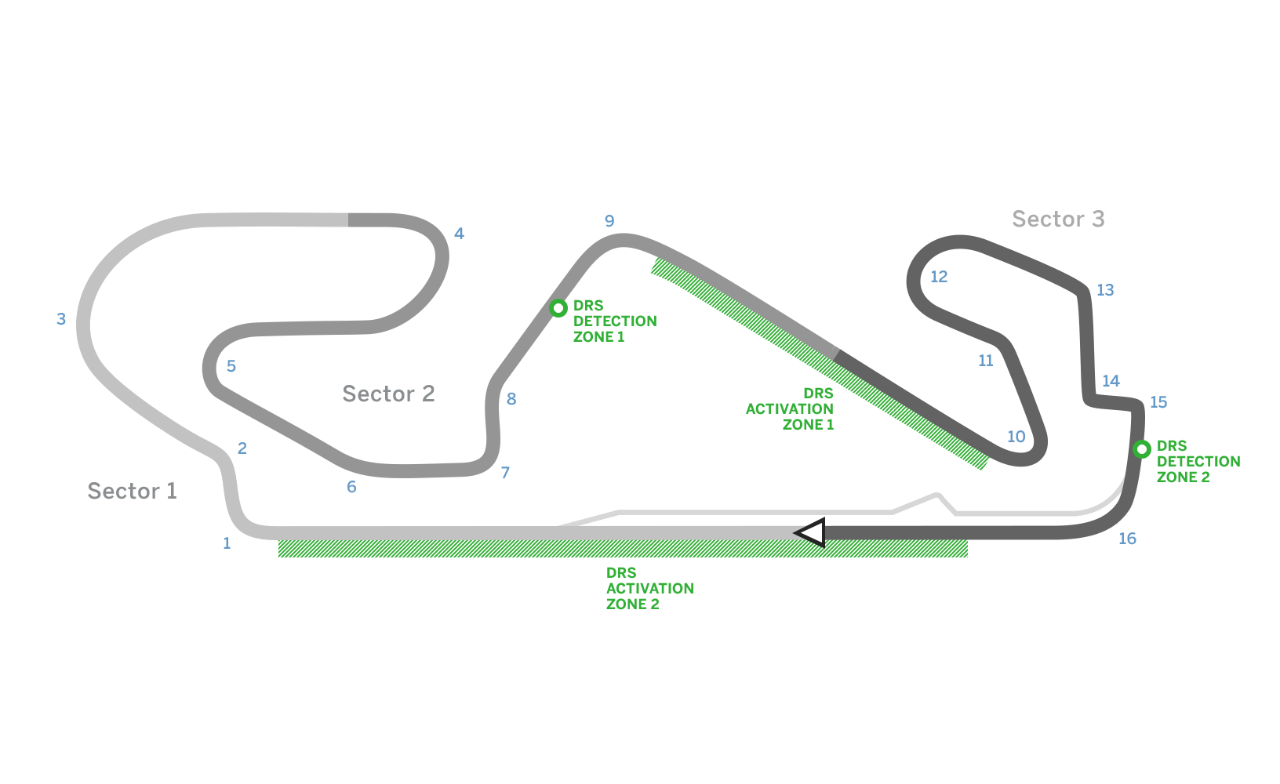 Sector 3
9
4
12
13
DRS
DETECTION
ZONE 1
3
11
5
Sector 2
14
8
15
DRS
ACTIVATION
ZONE 1
10
2
DRS
DETECTION
ZONE 2
7
6
Sector 1
16
1
DRS
ACTIVATION
ZONE 2